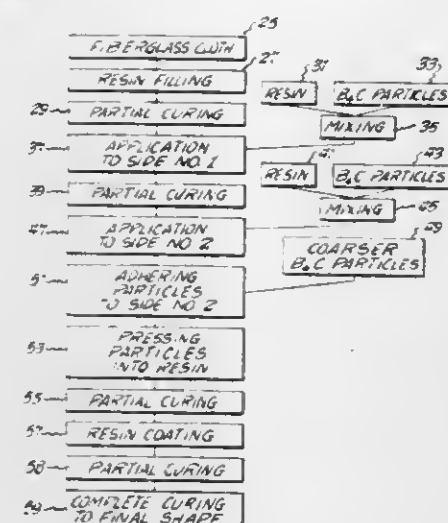 25
FIBERGLASS CLOTH
27
RESIN FILLING
29
PARTIAL CURING
31
RESIN
33
B4C PARTICLES
MIXING
35
APPLICATION
TO SIDE NO. 1
39
PARTIAL CURING
41
RESIN
43
B4C PARTICLES
MIXING
45
47
APPLICATION
TO SIDE NO 2
49
COARSER
B4C PARTICLES
ADHERING
PARTICLES
TO SIDE NO 2
53
PRESSING
PARTICLES
INTO RESIN
55
PARTIAL CURING
57
RESIN COATING
58
PARTIAL CURING
59
COMPLETE CURING
TO FINAL SHAPE